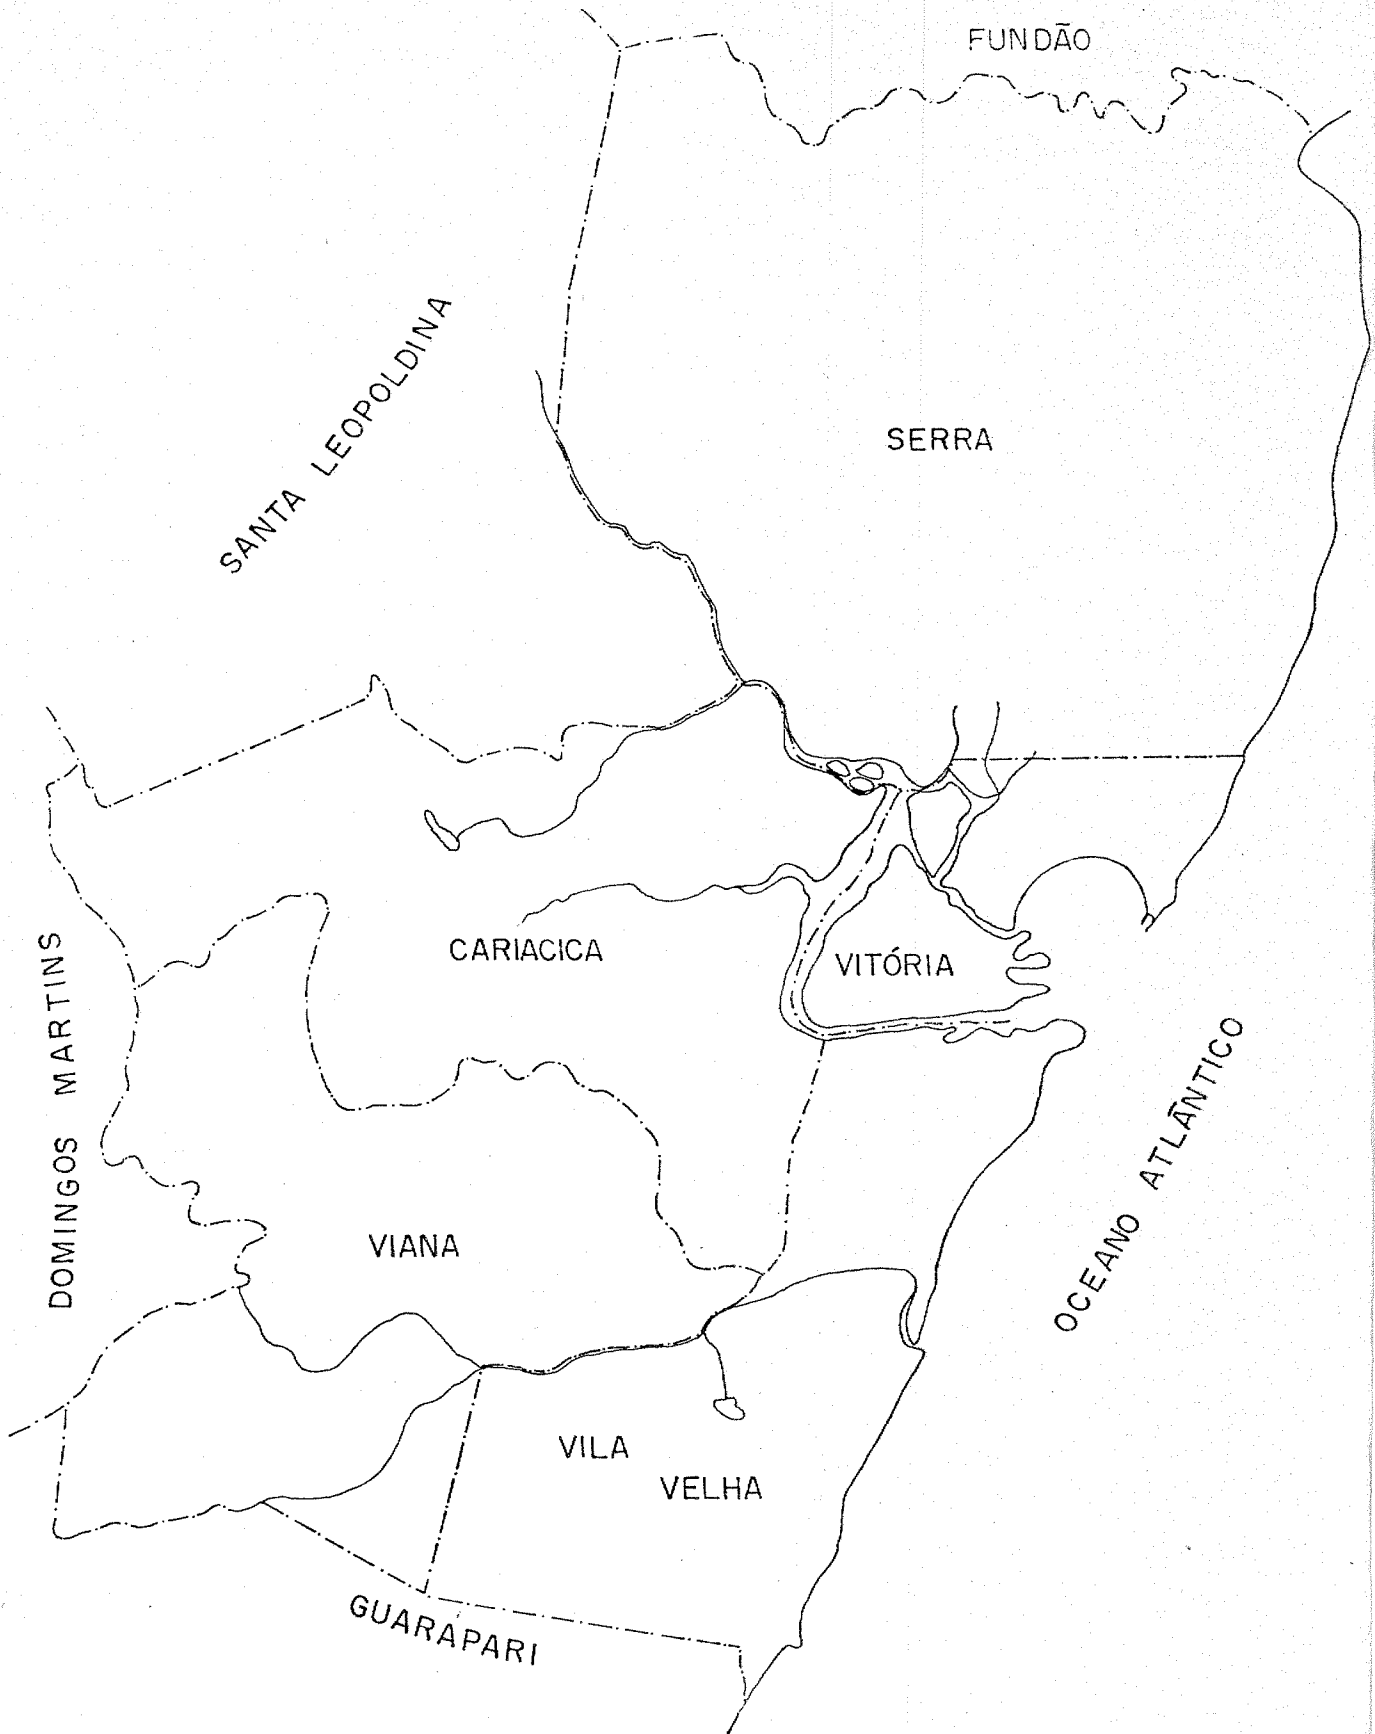 FUNDÃO
SANTA LEOPOLDINA
SERRA
CARIACICA
VITÓRIA
DOMINGOS MARTINS
OCEANO ATLÂNTICO
VIANA
VILA
VELHA
GUARAPARI